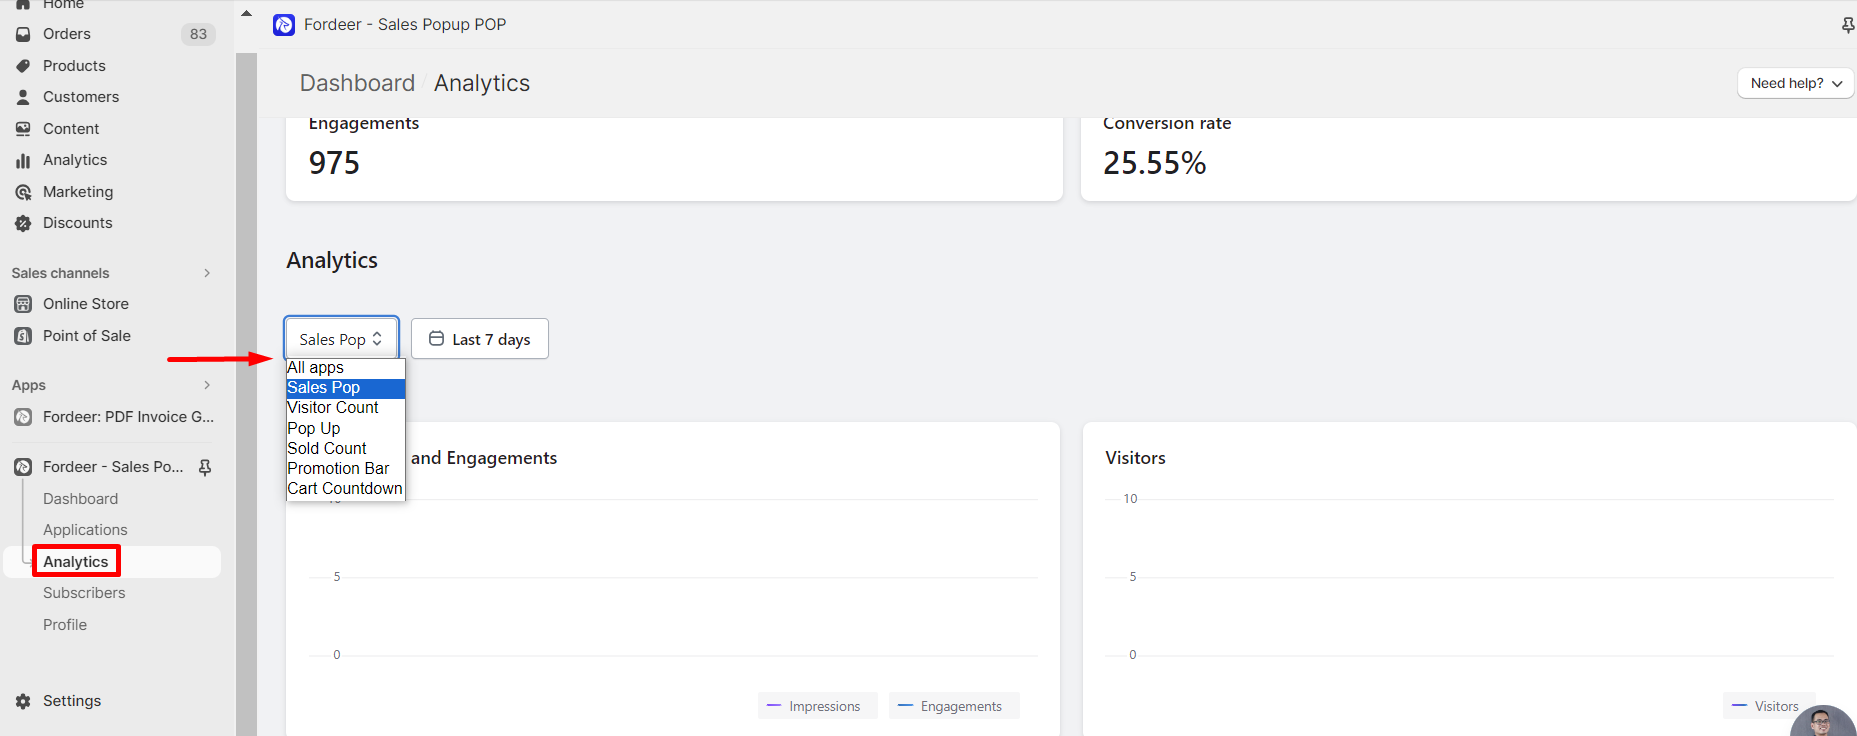 Home
Orders 83
Products
Customers
Content
Analytics
Marketing
Discounts
Sales channels
Online Store
Point of Sale
Apps
Fordeer: PDF Invoice G...
Fordeer - Sales Po...
Dashboard
Applications
Analytics
Subscribers
Profile
Settings
Fordeer - Sales Popup POP
Dashboard / Analytics
Need help?
Engagements
975
Conversion rate
25.55%
Analytics
Sales Pop
Last 7 days
All apps
Sales Pop
Visitor Count
Pop Up
Sold Count
Promotion Bar
Cart Countdown
and Engagements
5
0
Impressions
Engagements
Visitors
10
5
0
Visitors